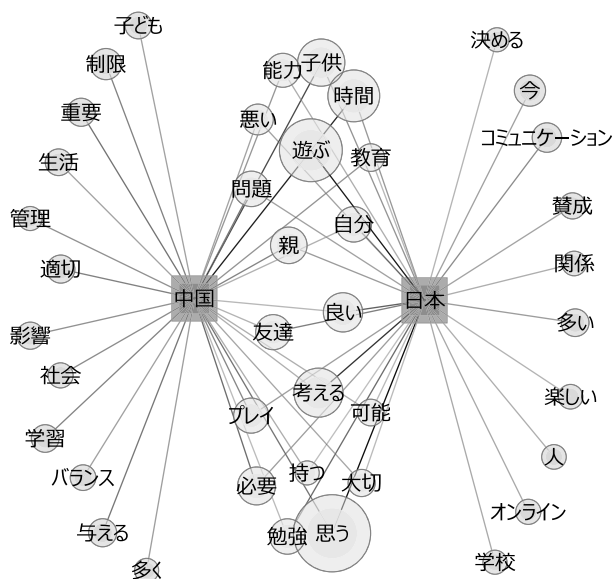 子ども
制限
重要
生活
管理
適切
影響
社会
学習
バランス
与える
多く
中国
能力
子供
時間
悪い
遊ぶ
教育
問題
自分
親
良い
友達
考える
プレイ
可能
必要
持つ
大切
勉強
思う
日本
決める
今
コミュニケーション
賛成
関係
多い
楽しい
人
オンライン
学校